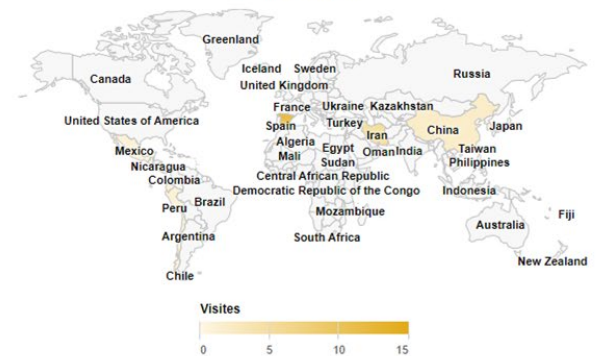 Greenland
Iceland Sweden
Russia
Canada
United Kingdom
France Ukraine Kazakhstan
United States of America
Spain Turkey Iran China Japan
Algeria Egypt Oman India Taiwan
Mexico
Mali Sudan Philippines
Nicaragua
Central African Republic
Colombia
Democratic Republic of the Congo Indonesia
Peru Brazil
Mozambique
Fiji
Australia
Argentina South Africa
New Zealand
Chile
Visites
0 5 10 15